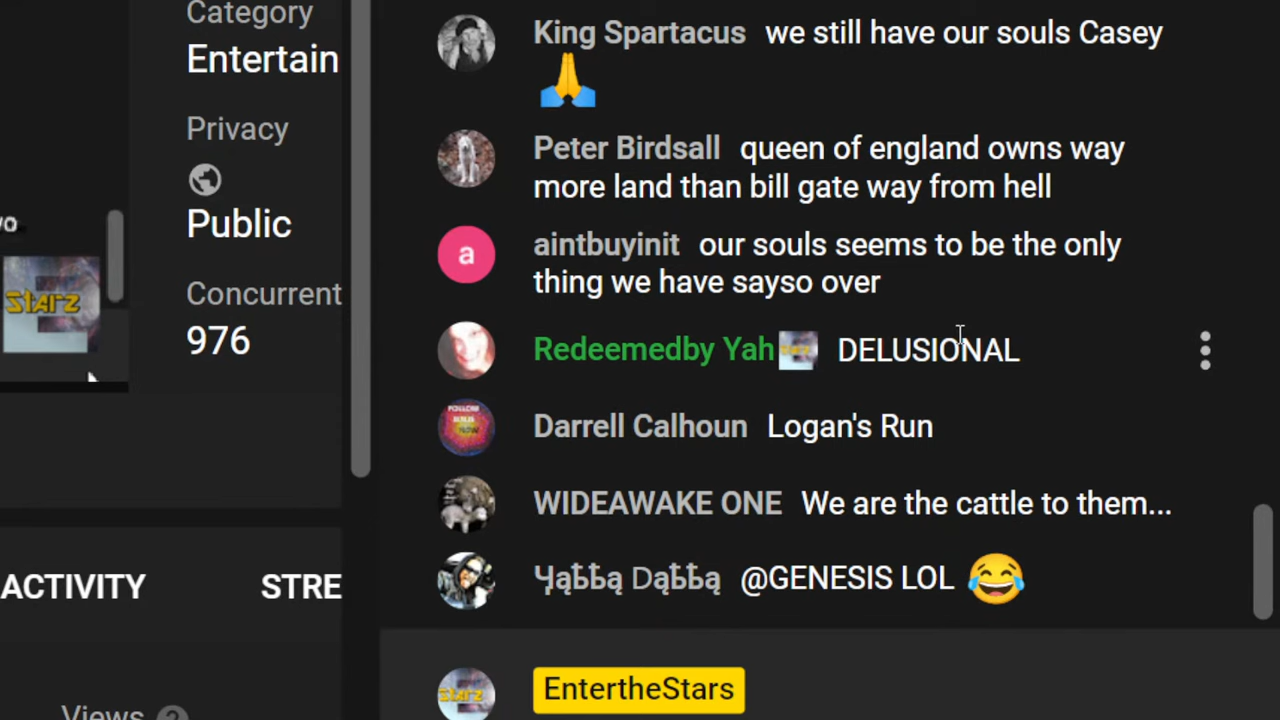 Category
Entertain
Privacy
Public
Concurrent
976
Starz
ACTIVITY
STRE
Views
King Spartacus we still have our souls Casey
🙏
Peter Birdsall queen of england owns way
more land than bill gate way from hell
a
aintbuyinit our souls seems to be the only
thing we have sayso over
Redeemedby Yah DELUSIONAL
Darrell Calhoun Logan's Run
WIDEAWAKE ONE We are the cattle to them...
ႷąႦႦą Dąხხą @GENESIS LOL 😂
EntertheStars